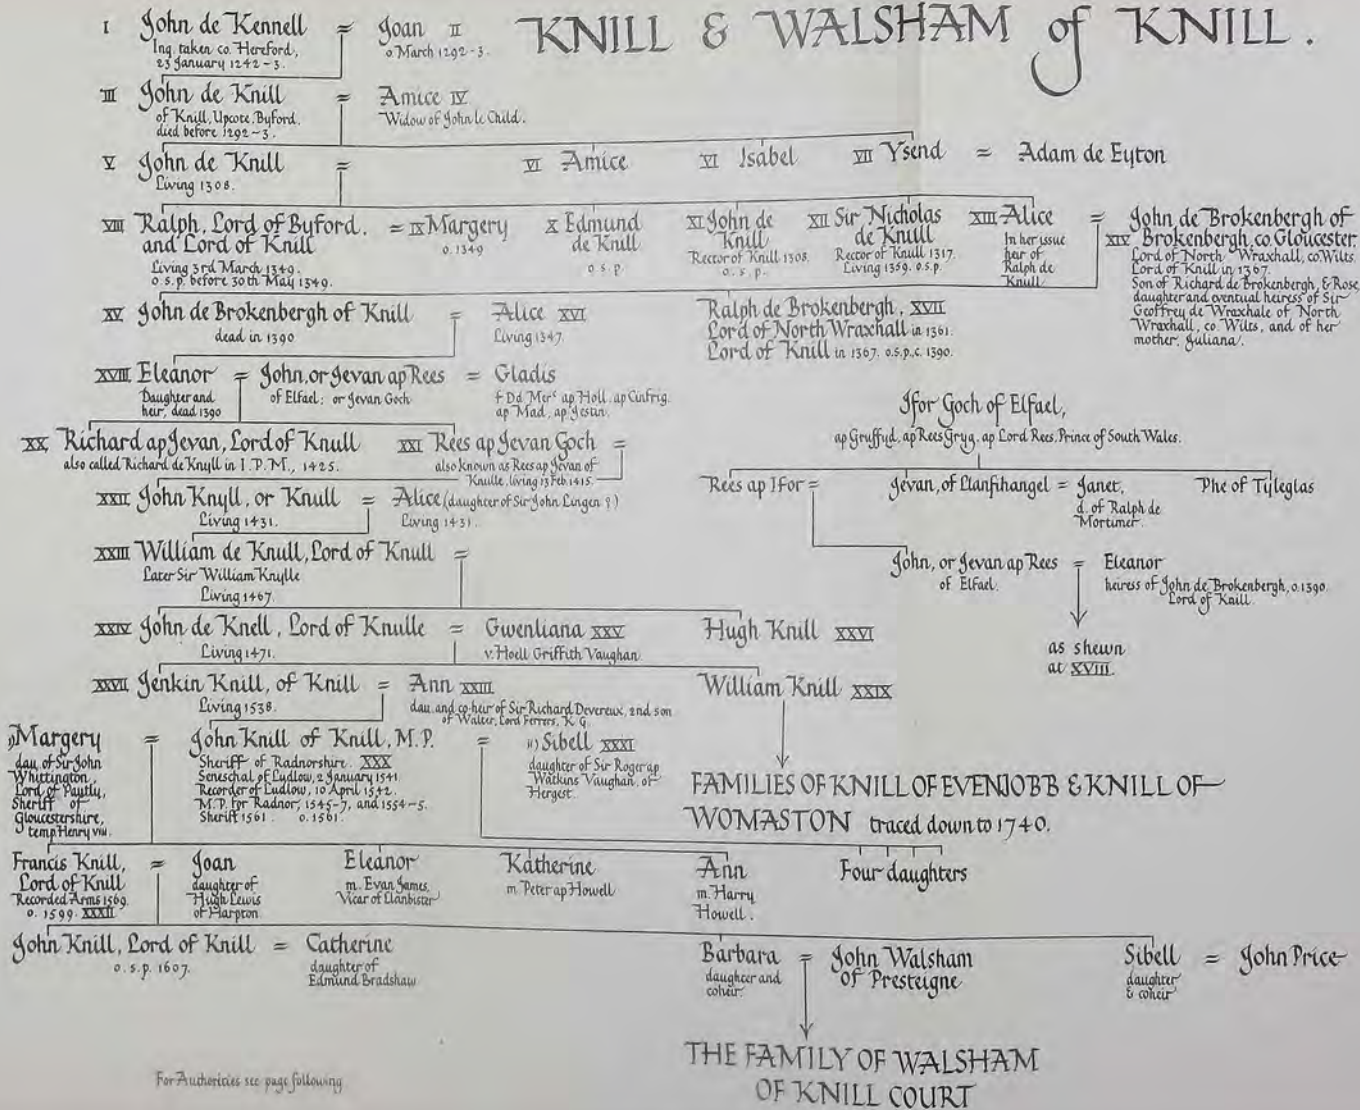 KNILL & WALSHAM of KNILL.
I John de Kennell = Joan II
Inq. taken co. Hereford, 23 January 1242-3.
o. March 1292-3.
III John de Knill = Amice IV
of Knill, Upcote, Byford, died before 1292-3.
Widow of John le Child.
V John de Knill =
Living 1308.
VI Amice
VI Isabel
VII Ysend = Adam de Eyton
VIII Ralph, Lord of Byford, and Lord of Knill
Living 3rd March 1349.
o. s. p. before 30th May 1349.
= IX Margery
o. 1349
X Edmund de Knill
o. s. p.
XI John de Knill
Rector of Knill 1308.
o. s. p.
XII Sir Nicholas de Knull
Rector of Knull 1317.
Living 1359. o.s.p.
XIII Alice =
In her issue
heir of
Ralph de
Knull
John de Brokenbergh of
XIV Brokenbergh, co. Gloucester.
Lord of North Wraxhall, co. Wilts.
Lord of Knill in 1367.
Son of Richard de Brokenbergh, & Rose,
daughter and eventual heiress of Sir
Geoffrey de Wraxhale of North
Wraxhall, co. Wilts, and of her
mother, Juliana.
XV John de Brokenbergh of Knill = Alice XVI
dead in 1390
Living 1347.
Ralph de Brokenbergh, XVII
Lord of North Wraxhall in 1361.
Lord of Knill in 1367. o.s.p.c. 1390.
XVIII Eleanor = John, or Jevan ap Rees = Gladis
Daughter and heir, dead 1390
of Elfael; or Jevan Goch
f Dd Merc ap Holl. ap Cinfrig.
ap Mad, ap Jestin.
XX Richard ap Jevan, Lord of Knull
also called Richard de Knyll in I.P.M., 1425.
XXI Rees ap Jevan Goch =
also known as Rees ap Jevan of
Knulle, living 13 Feb. 1415.
XXII John Knyll, or Knull = Alice (daughter of Sir John Lingen ?)
Living 1431.
Living 1431.
XXIII William de Knull, Lord of Knull =
Later Sir William Knylle
Living 1467.
XXIV John de Knell, Lord of Knulle = Gwenliana XXV
Living 1471.
v. Hoell Griffith Vaughan.
Hugh Knill XXVI
XXVII Jenkin Knill, of Knill = Ann XXIII
Living 1538.
dau. and co-heir of Sir Richard Devereux, 2nd son
of Walter, Lord Ferrers, K. G.
William Knill XXIX
FAMILIES OF KNILL OF EVENJOBB & KNILL OF
WOMASTON traced down to 1740.
Jfor Goch of Elfael,
ap Gruffyd, ap Rees Gryg, ap Lord Rees, Prince of South Wales.
Rees ap Ifor =
Jevan, of Llanfihangel = Janet,
d. of Ralph de
Mortimer.
Phe of Tyleglas
John, or Jevan ap Rees = Eleanor
of Elfael.
heiress of John de Brokenbergh, o. 1390.
Lord of Knill.
as shewn
at XVIII.
i) Margery =
dau. of Sir John
Whittington,
Lord of Pautly,
Sheriff of
Gloucestershire,
temp Henry viii.
John Knill of Knill, M.P. =
Sheriff of Radnorshire. XXX
Seneschal of Ludlow, 2 January 1541.
Recorder of Ludlow, 10 April 1542.
M.P. for Radnor, 1545-7, and 1554-5.
Sheriff 1561. o. 1561.
ii) Sibell XXXI
daughter of Sir Roger ap
Watkins Vaughan, of
Hergest.
Francis Knill, =
Lord of Knill
Recorded Arms 1569.
o. 1599. XXXII
Joan
daughter of
Hugh Lewis
of Harpton
Eleanor
m. Evan James,
Vicar of Llanbister
Katherine
m. Peter ap Howell
Ann
m. Harry
Howell.
Four daughters
John Knill, Lord of Knill = Catherine
o. s. p. 1607.
daughter of
Edmund Bradshaw
Barbara = John Walsham
of Presteigne
daughter and
coheir.
Sibell = John Price
daughter
& coheir
THE FAMILY OF WALSHAM
OF KNILL COURT
For Authorities see page following